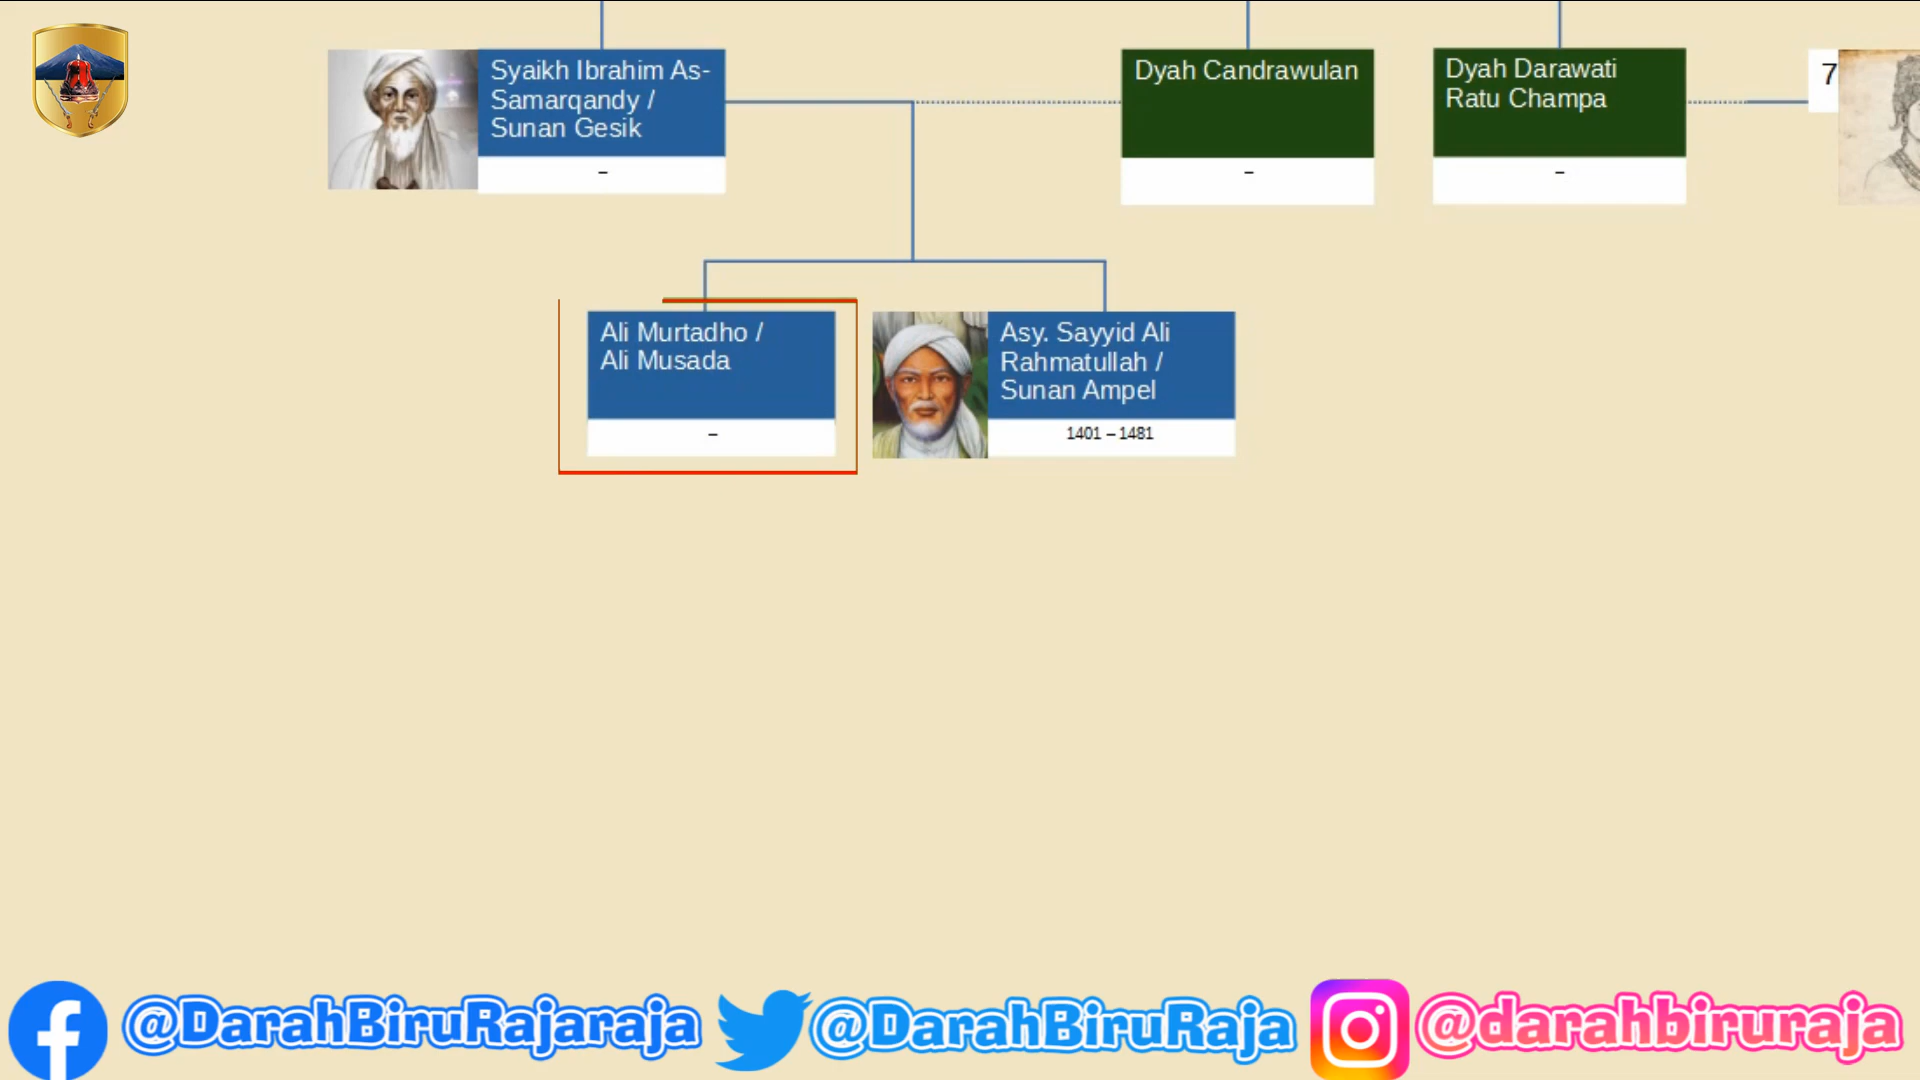 Syaikh Ibrahim As-
Samarqandy /
Sunan Gesik
–
Dyah Candrawulan
–
Dyah Darawati
Ratu Champa
–
7
Ali Murtadho /
Ali Musada
–
Asy. Sayyid Ali
Rahmatullah /
Sunan Ampel
1401 – 1481
@DarahBiruRajaraja
@DarahBiruRaja
@darahbiruraja